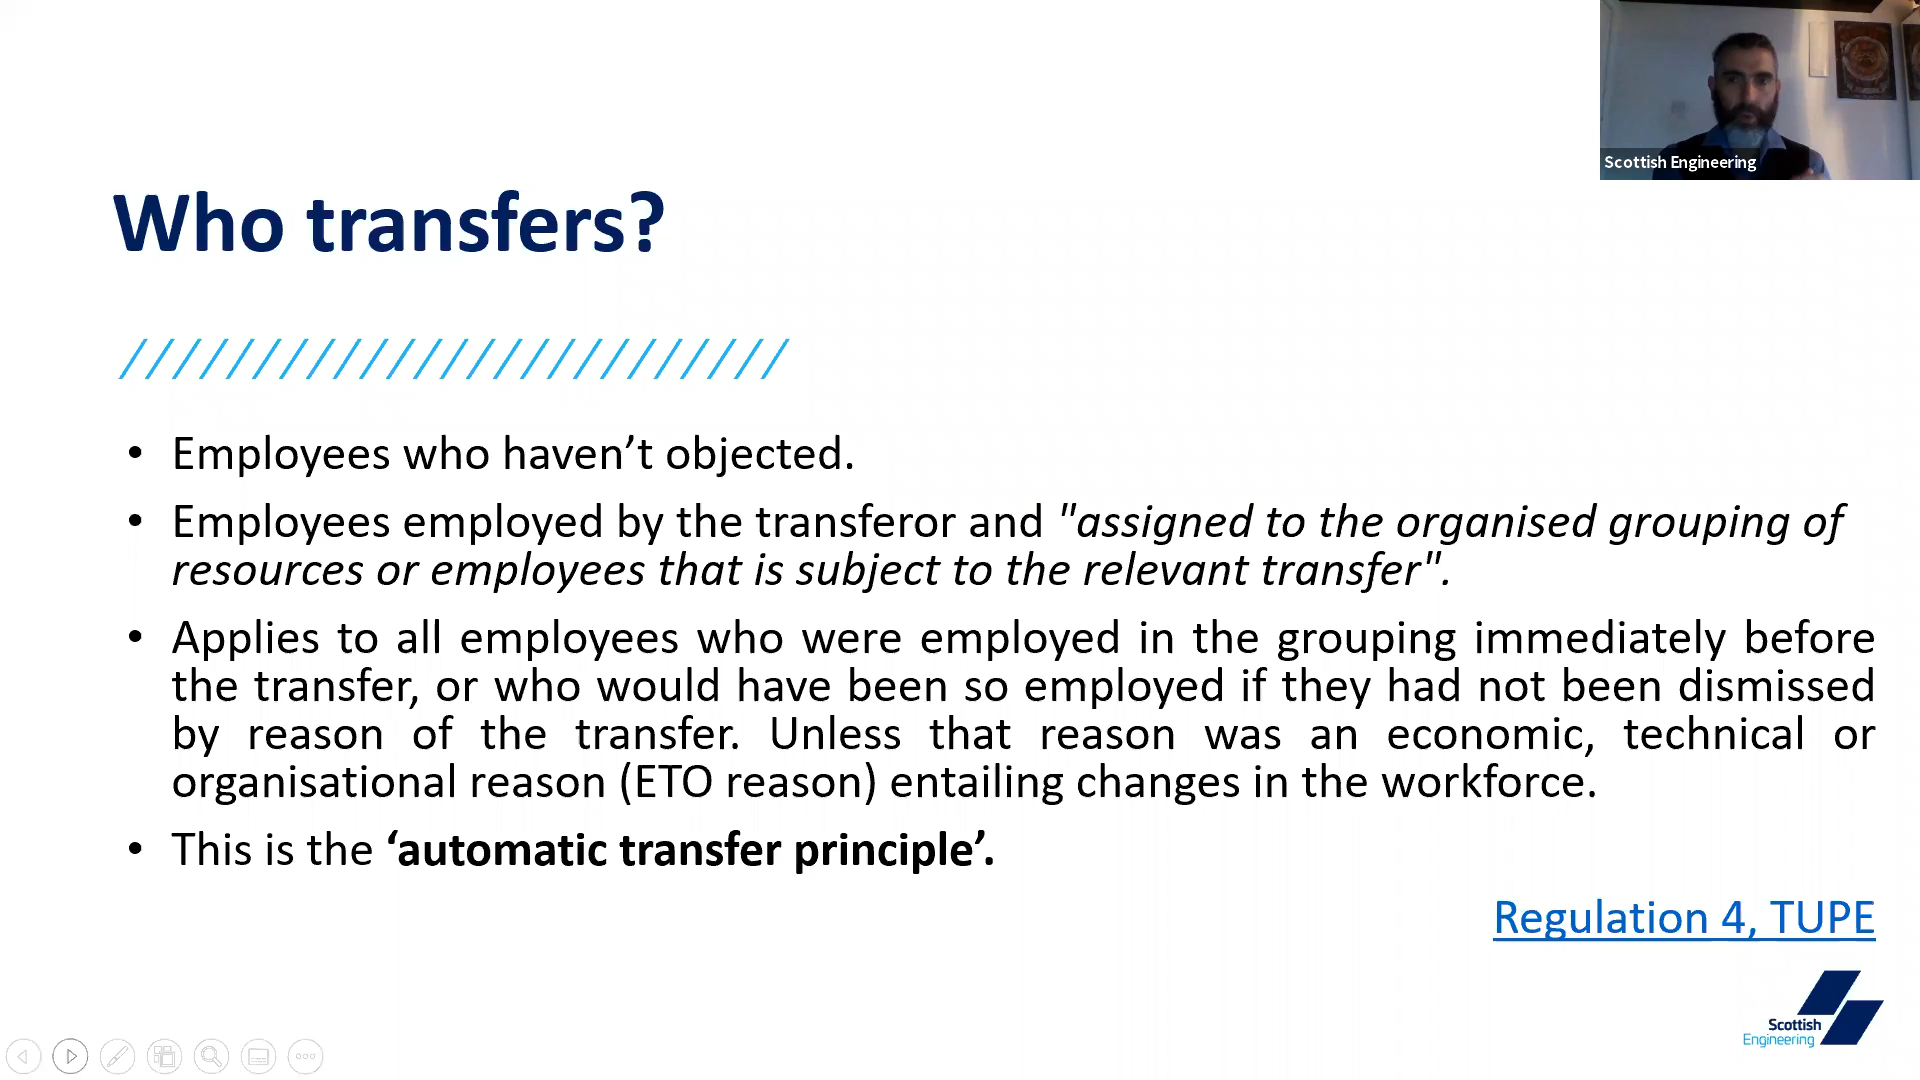 Scottish Engineering
Who transfers?
• Employees who haven’t objected.
• Employees employed by the transferor and "assigned to the organised grouping of
resources or employees that is subject to the relevant transfer".
• Applies to all employees who were employed in the grouping immediately before
the transfer, or who would have been so employed if they had not been dismissed
by reason of the transfer. Unless that reason was an economic, technical or
organisational reason (ETO reason) entailing changes in the workforce.
• This is the ‘automatic transfer principle’.
Regulation 4, TUPE
Scottish
Engineering